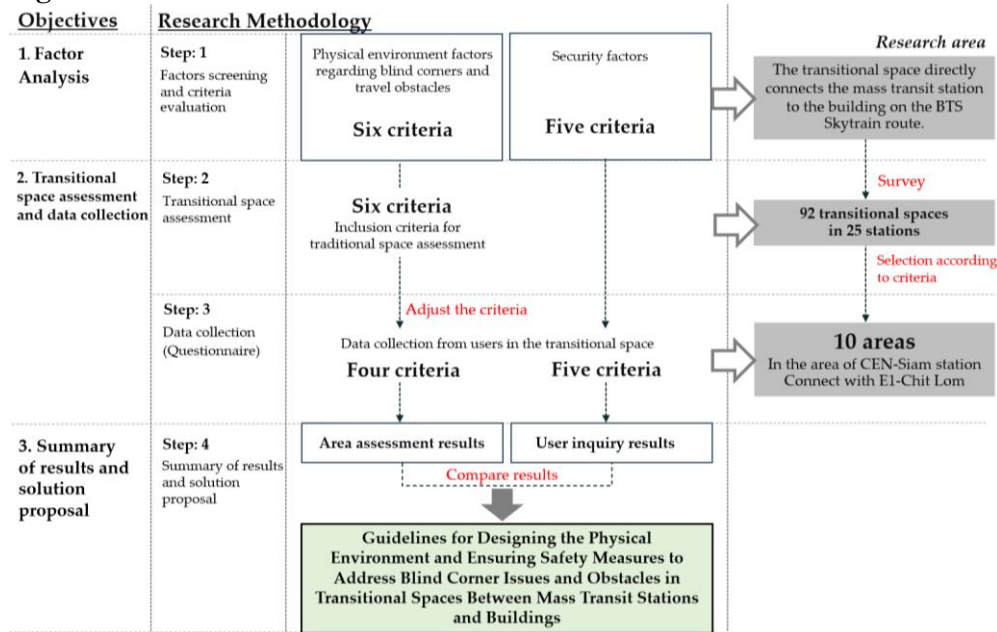 Objectives
Research Methodology
1. Factor
Analysis
Step: 1
Factors screening
and criteria
evaluation
Physical environment factors
regarding blind corners and
travel obstacles
Six criteria
Security factors
Five criteria
Research area
The transitional space directly
connects the mass transit station
to the building on the BTS
Skytrain route.
2. Transitional
space assessment
and data collection
Step: 2
Transitional space
assessment
Six criteria
Inclusion criteria for
traditional space assessment
Survey
92 transitional spaces
in 25 stations
Selection according
to criteria
Step: 3
Data collection
(Questionnaire)
Adjust the criteria
Data collection from users in the transitional space
Four criteria
Five criteria
10 areas
In the area of CEN-Siam station
Connect with E1-Chit Lom
3. Summary
of results and
solution
proposal
Step: 4
Summary of results
and solution
proposal
Area assessment results
User inquiry results
Compare results
Guidelines for Designing the Physical
Environment and Ensuring Safety Measures to
Address Blind Corner Issues and Obstacles in
Transitional Spaces Between Mass Transit Stations
and Buildings